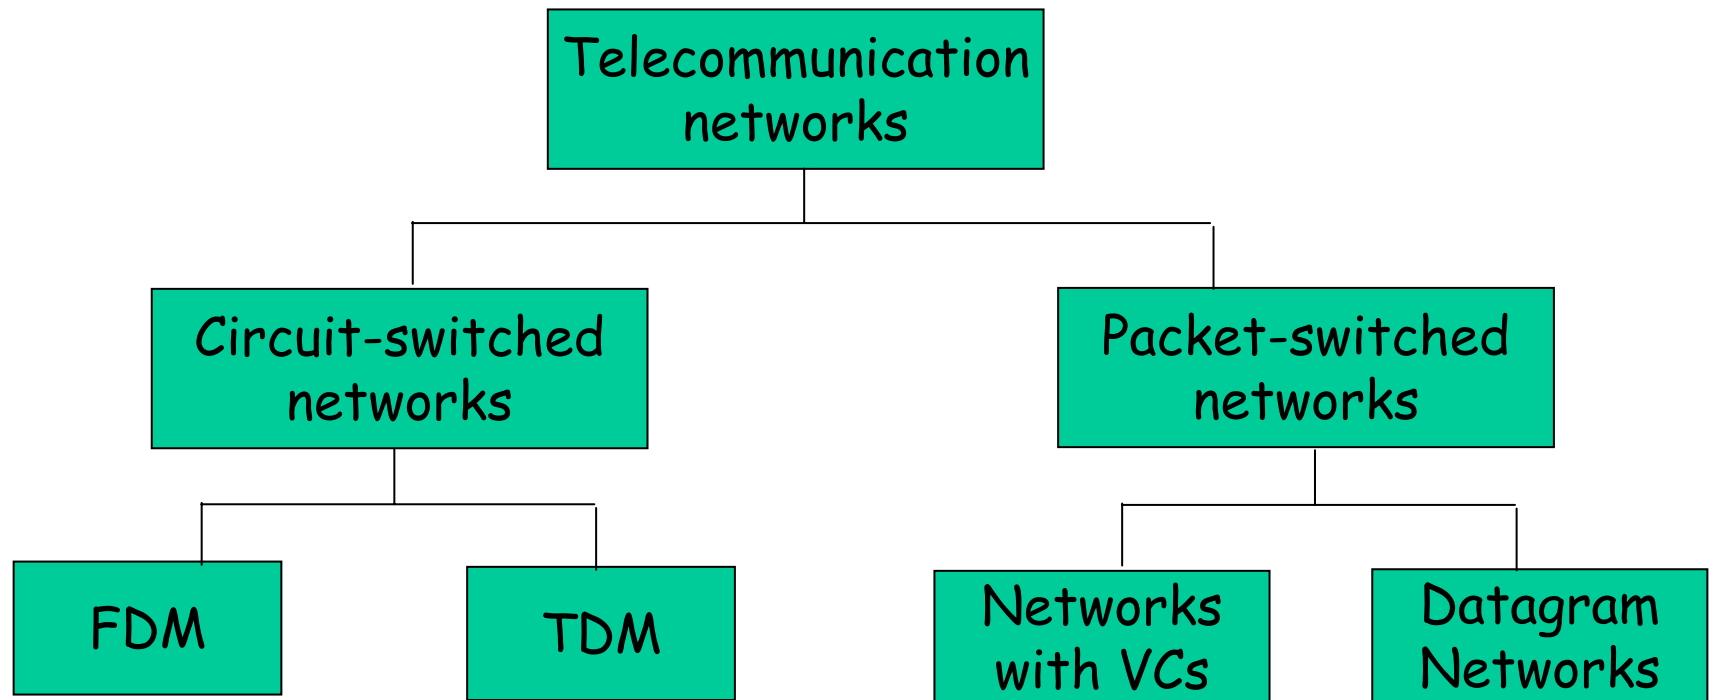 Telecommunication
networks
Circuit-switched
networks
Packet-switched
networks
FDM
TDM
Networks
with VCs
Datagram
Networks